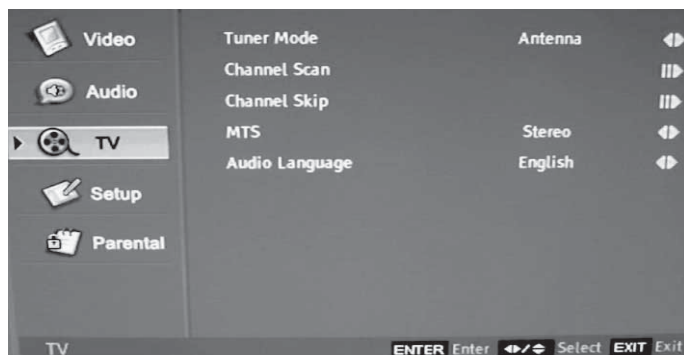 Video
Audio
TV
Setup
Parental
Tuner Mode Antenna
Channel Scan
Channel Skip
MTS Stereo
Audio Language English
TV ENTER Enter Select EXIT Exit